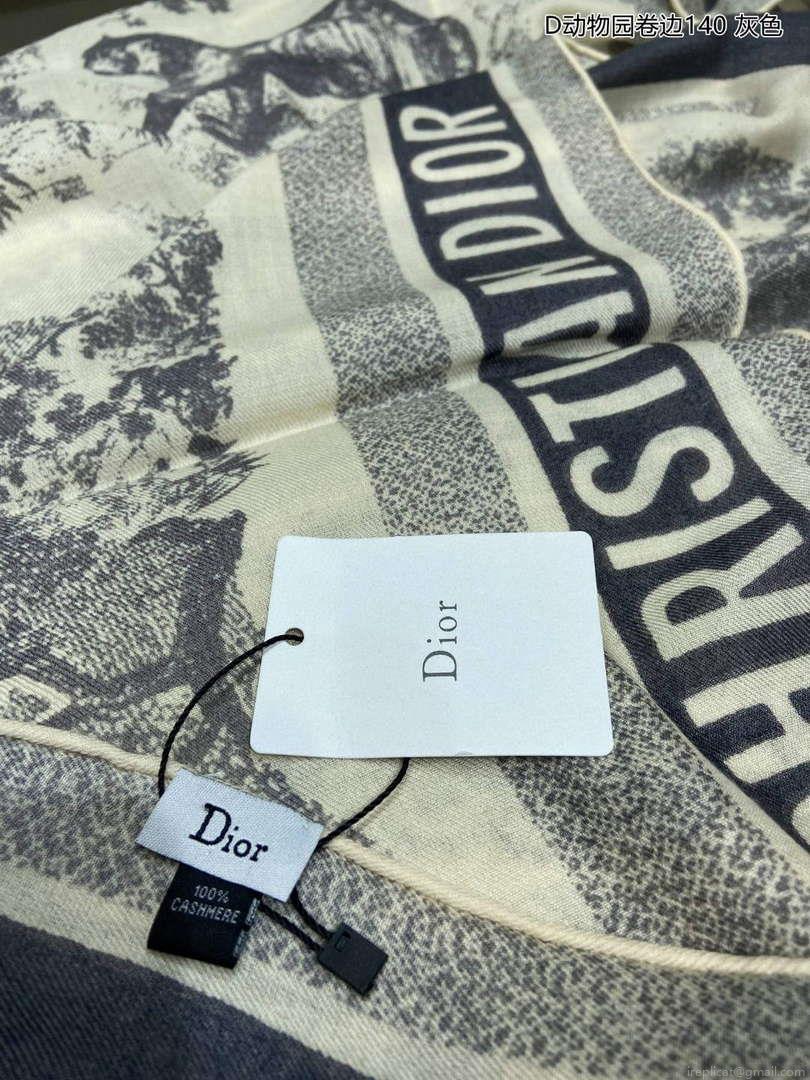 D动物园卷边140 灰色
CHRISTIAN DIOR
Dior
Dior
100%
CASHMERE
ireplicat@gmail.com